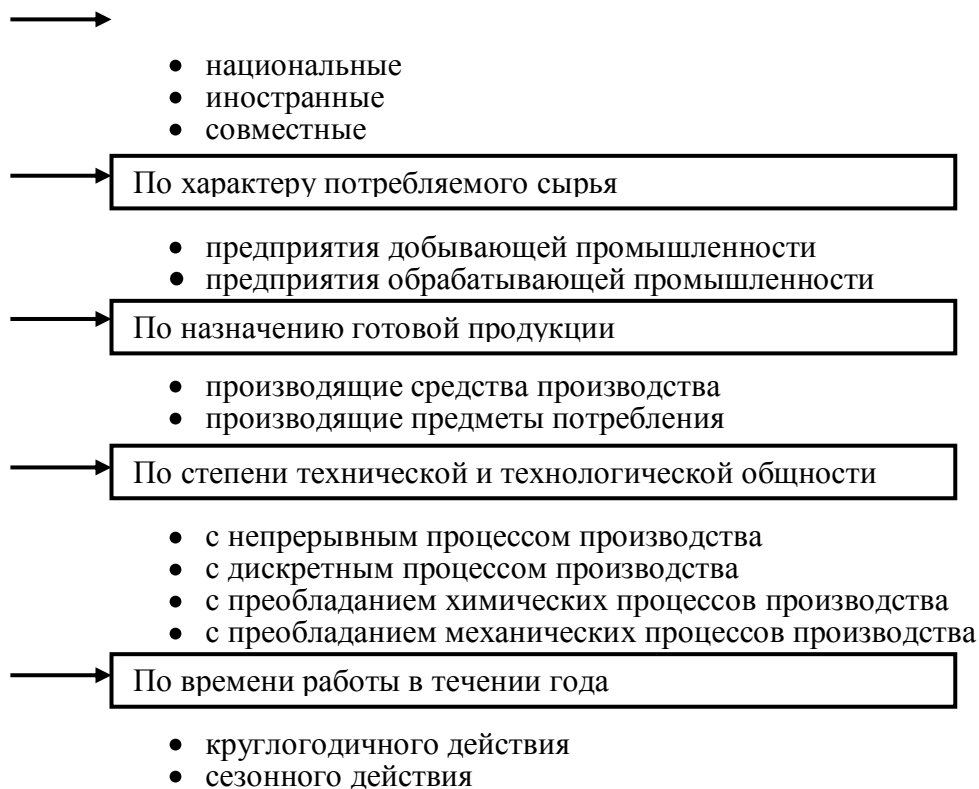 • национальные
• иностранные
• совместные
По характеру потребляемого сырья
• предприятия добывающей промышленности
• предприятия обрабатывающей промышленности
По назначению готовой продукции
• производящие средства производства
• производящие предметы потребления
По степени технической и технологической общности
• с непрерывным процессом производства
• с дискретным процессом производства
• с преобладанием химических процессов производства
• с преобладанием механических процессов производства
По времени работы в течении года
• круглогодичного действия
• сезонного действия